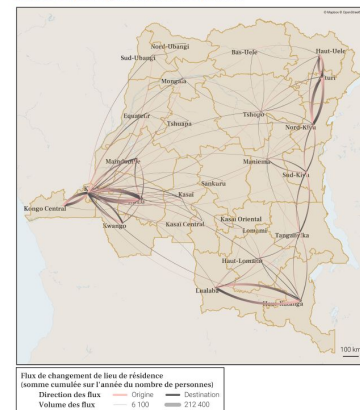 © Mapbox © OpenStreetMap
Nord-Ubangi
Sud-Ubangi
Bas-Uele
Haut-Uele
Mongala
Ituri
Equateur
Tshuapa
Tshopo
Nord-Kivu
Maniema
Sud-Kivu
Sankuru
Kasai
Kongo Central
Kwango
Kasai Central
Kasai Oriental
Lomami
Tanganyika
Haut-Lomami
Lualaba
Haut-Katanga
100 km
Flux de changement de lieu de résidence
(somme cumulée sur l'année du nombre de personnes)
Direction des flux Origine Destination
Volume des flux 6 100 212 400